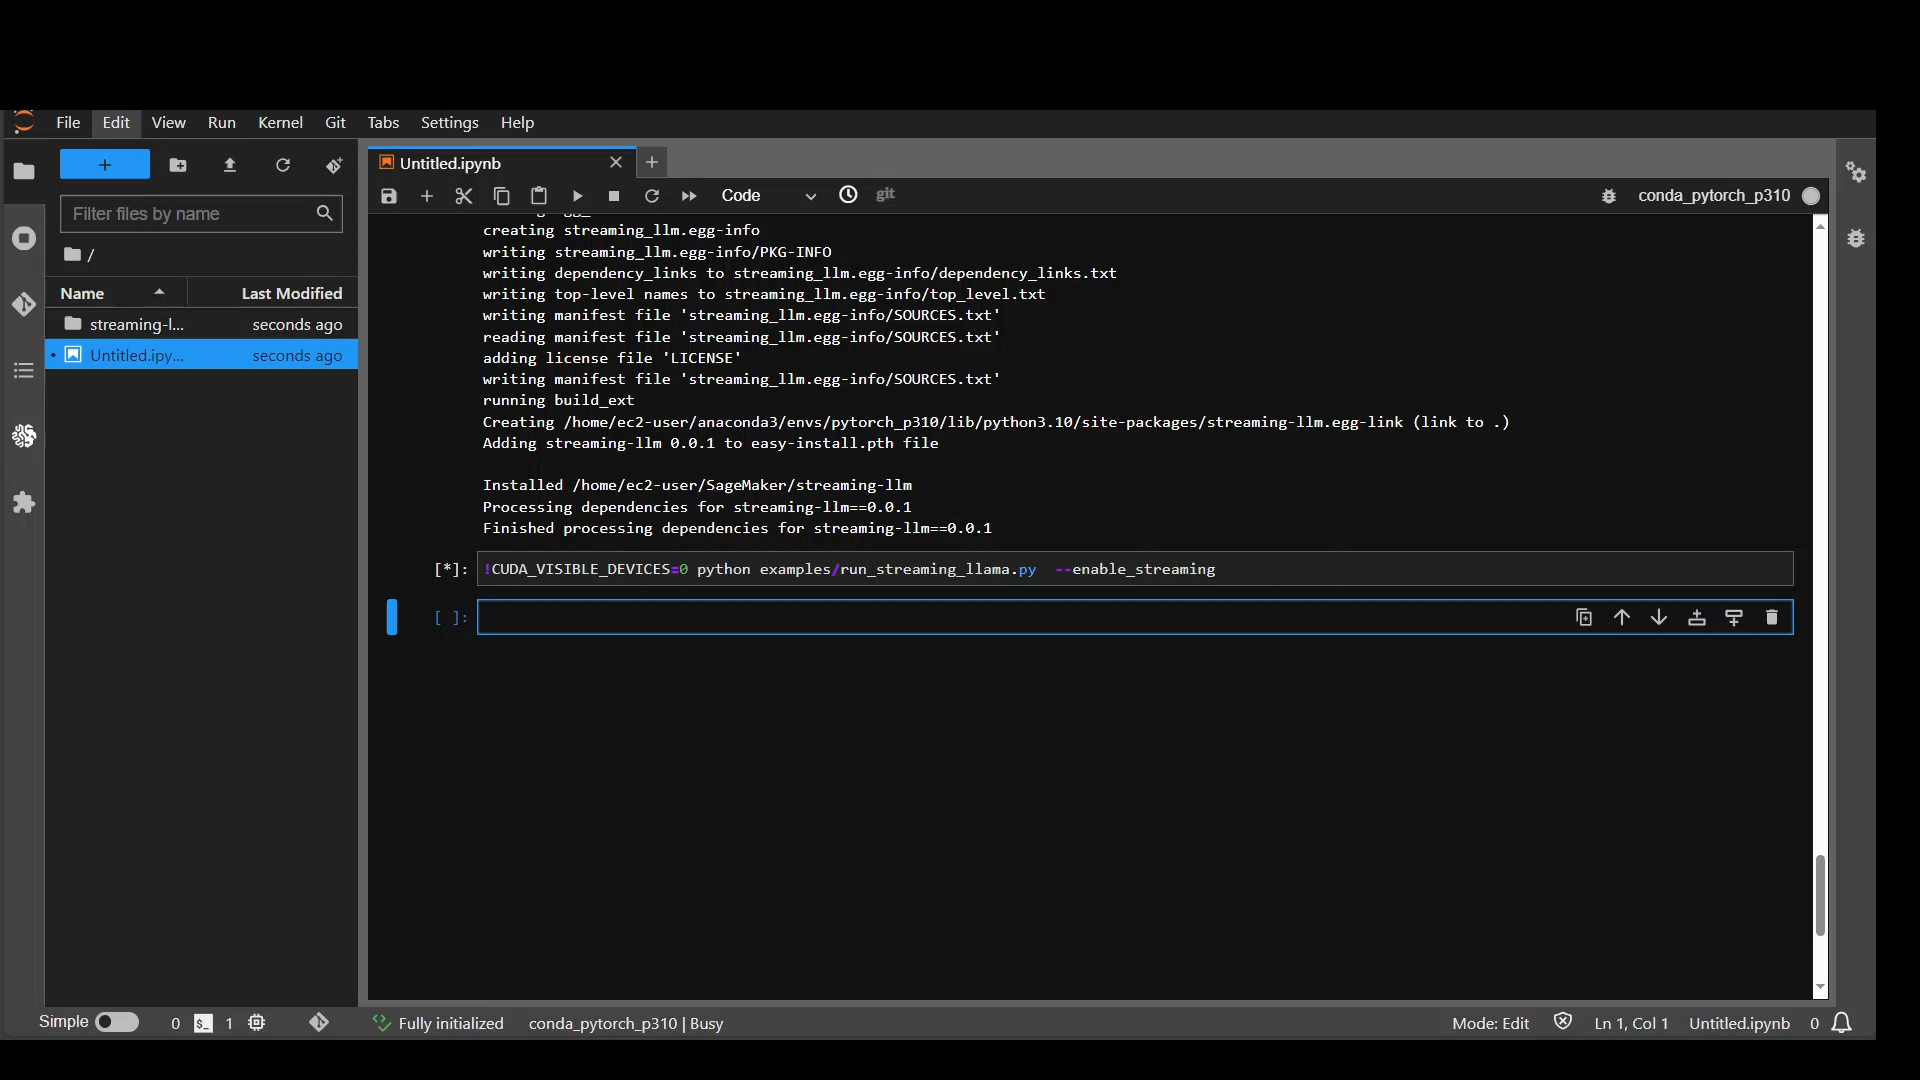 File Edit View Run Kernel Git Tabs Settings Help
Untitled.ipynb
Code
git
conda_pytorch_p310
Filter files by name
/
Name Last Modified
streaming-l... seconds ago
Untitled.ipy... seconds ago
creating streaming_llm.egg-info
writing streaming_llm.egg-info/PKG-INFO
writing dependency_links to streaming_llm.egg-info/dependency_links.txt
writing top-level names to streaming_llm.egg-info/top_level.txt
writing manifest file 'streaming_llm.egg-info/SOURCES.txt'
reading manifest file 'streaming_llm.egg-info/SOURCES.txt'
adding license file 'LICENSE'
writing manifest file 'streaming_llm.egg-info/SOURCES.txt'
running build_ext
Creating /home/ec2-user/anaconda3/envs/pytorch_p310/lib/python3.10/site-packages/streaming-llm.egg-link (link to .)
Adding streaming-llm 0.0.1 to easy-install.pth file
Installed /home/ec2-user/SageMaker/streaming-llm
Processing dependencies for streaming-llm==0.0.1
Finished processing dependencies for streaming-llm==0.0.1
[*]: !CUDA_VISIBLE_DEVICES=0 python examples/run_streaming_llama.py  --enable_streaming
[ ]:
Simple 0 $_ 1 Fully initialized conda_pytorch_p310 | Busy Mode: Edit Ln 1, Col 1 Untitled.ipynb 0